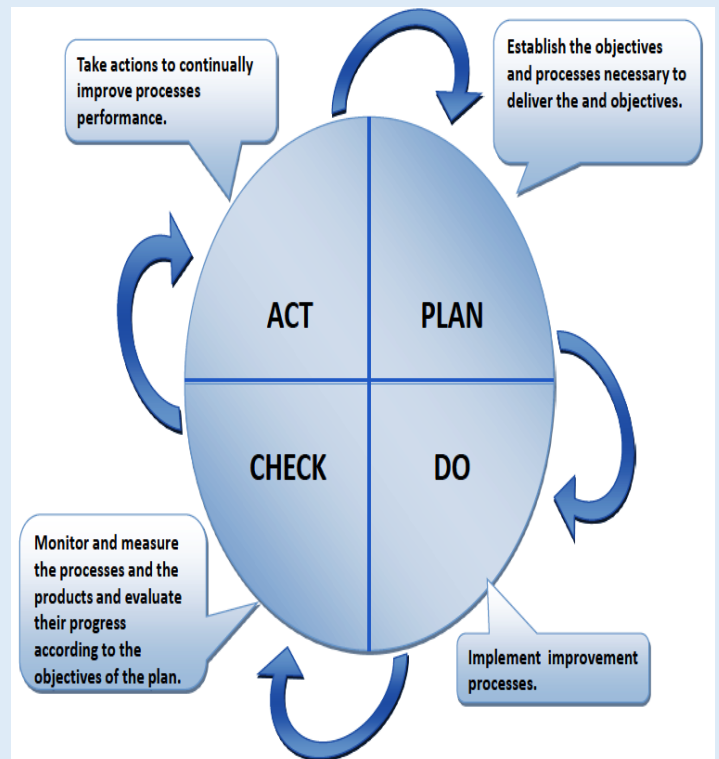 Take actions to continually
improve processes
performance.
Establish the objectives
and processes necessary to
deliver the and objectives.
ACT
PLAN
CHECK
DO
Monitor and measure
the processes and the
products and evaluate
their progress
according to the
objectives of the plan.
Implement improvement
processes.